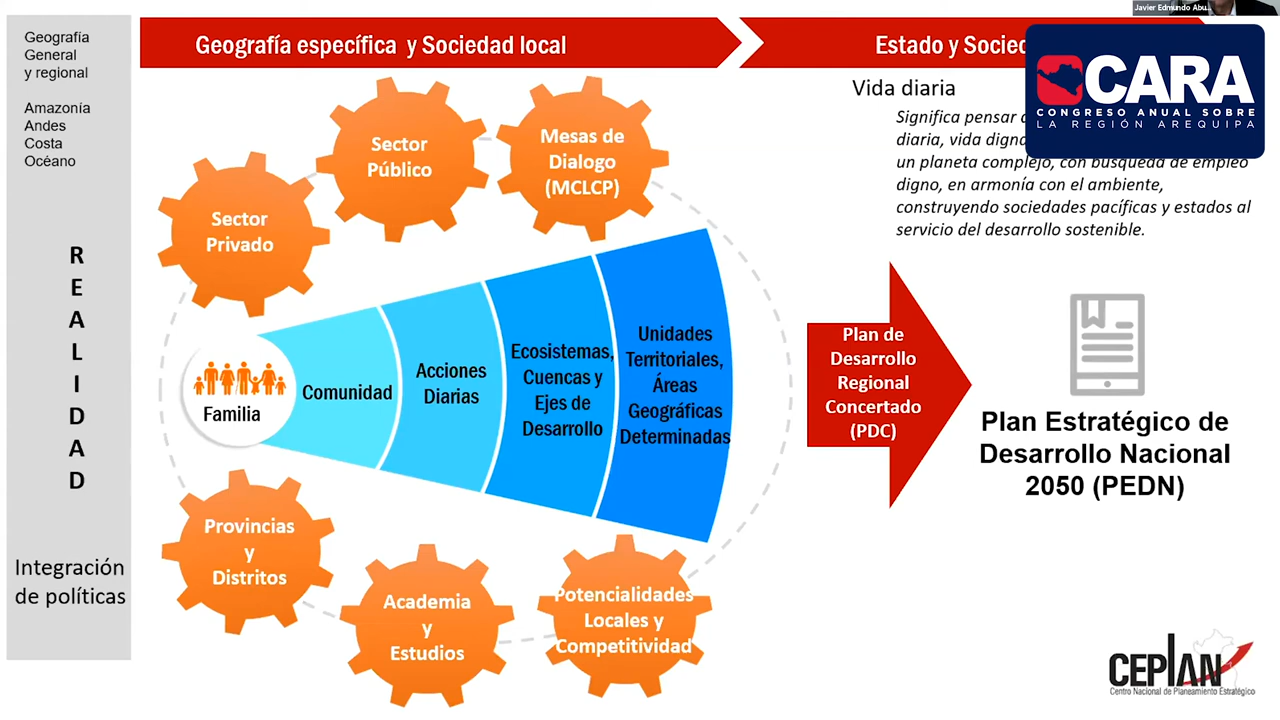 Javier Edmundo Abu...
Geografía
General
y regional
Amazonía
Andes
Costa
Océano
REALIDAD
Integración
de políticas
Geografía específica y Sociedad local
Estado y
CARA
CONGRESO ANUAL SOBRE
LA REGIÓN AREQUIPA
Vida diaria
Significa pensar
diaria, vida
un planeta complejo, con búsqueda de empleo
digno, en armonía con el ambiente,
construyendo sociedades pacíficas y estados al
servicio del desarrollo sostenible.
Sector
Privado
Sector
Público
Mesas de
Dialogo
(MCLCP)
Familia
Comunidad
Acciones
Diarias
Ecosistemas,
Cuencas y
Ejes de
Desarrollo
Unidades
Territoriales,
Áreas
Geográficas
Determinadas
Provincias
y
Distritos
Academia
y
Estudios
Potencialidades
Locales y
Competitividad
Plan de
Desarrollo
Regional
Concertado
(PDC)
Plan Estratégico de
Desarrollo Nacional
2050 (PEDN)
CEPLAN
Centro Nacional de Planeamiento Estratégico